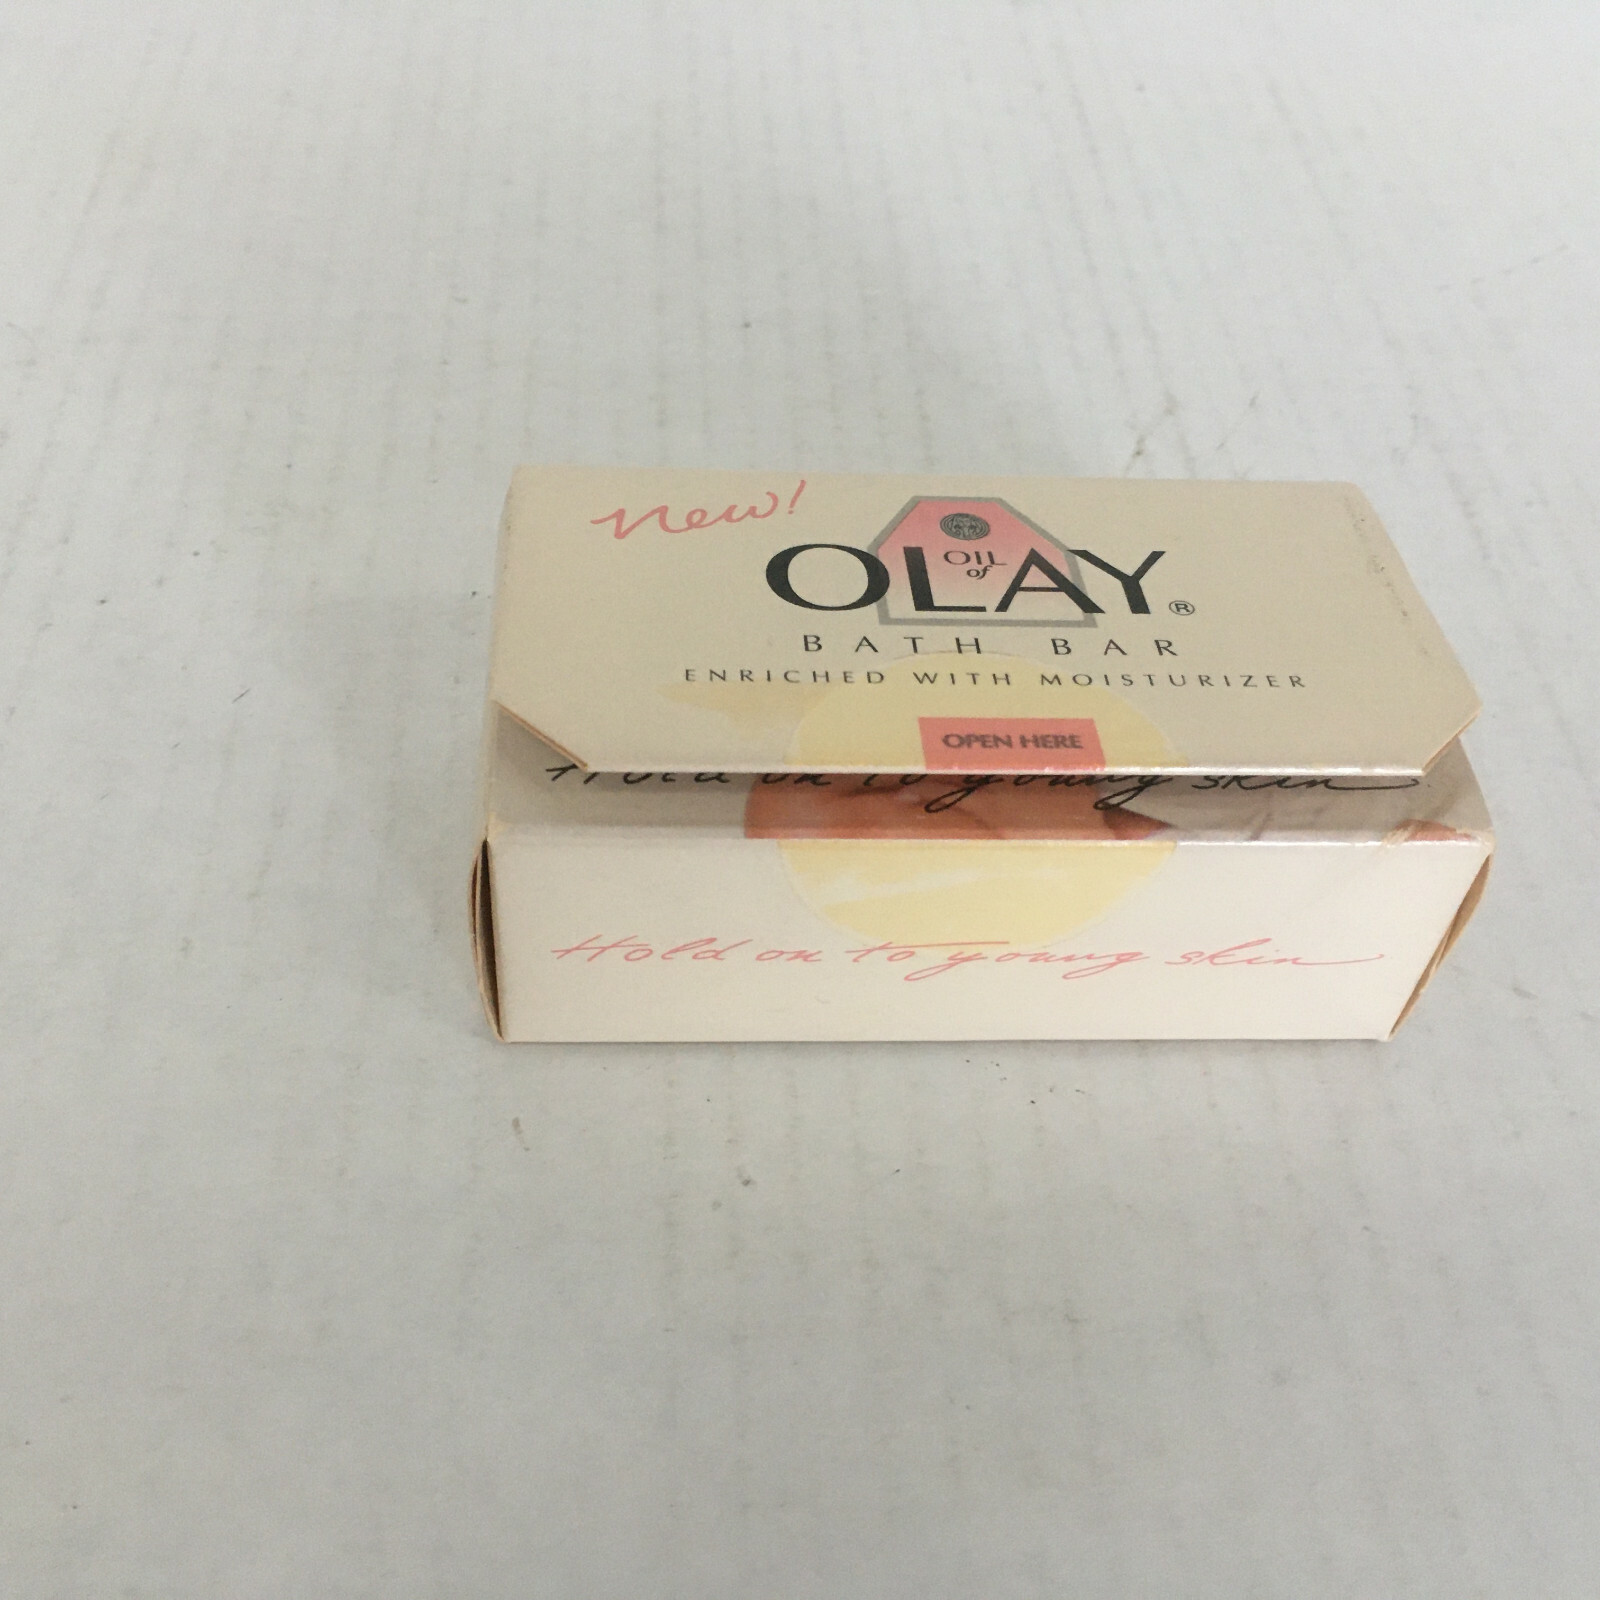 New!
OIL
of
OLAY®
BATH BAR
ENRICHED WITH MOISTURIZER
OPEN HERE
Hold on to young skin
Hold on to young skin